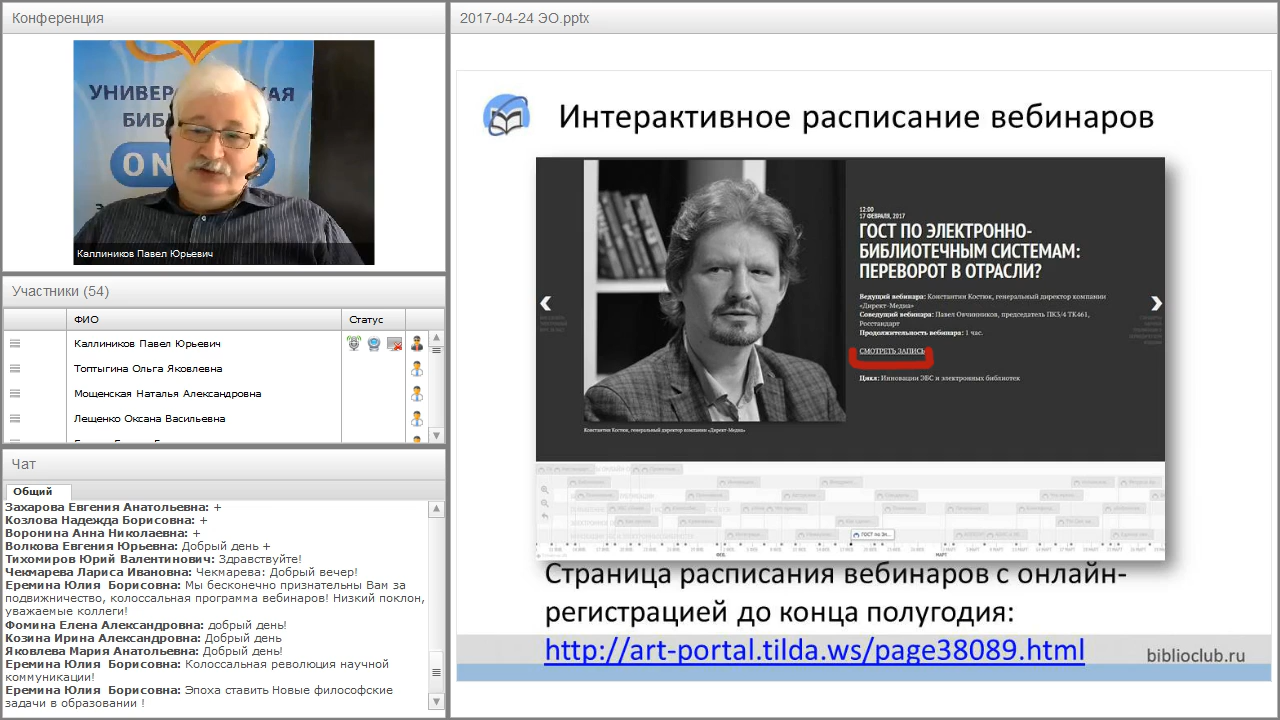 Конференция
УНИВЕР
КАЯ
БИБ
Каллиников Павел Юрьевич
Участники (54)
ФИО
Статус
Каллиников Павел Юрьевич
Топтыгина Ольга Яковлевна
Мощенская Наталья Александровна
Лещенко Оксана Васильевна
Чат
Общий
Захарова Евгения Анатольевна: +
Козлова Надежда Борисовна: +
Воронина Анна Николаевна: +
Волкова Евгения Юрьевна: Добрый день +
Тихомиров Юрий Валентинович: Здравствуйте!
Чекмарева Лариса Ивановна: Чекмарева: Добрый вечер!
Еремина Юлия Борисовна: Мы бесконечно признательны Вам за
подвижничество, колоссальная программа вебинаров! Низкий поклон,
уважаемые коллеги!
Фомина Елена Александровна: добрый день!
Козина Ирина Александровна: Добрый день
Яковлева Мария Анатольевна: Добрый день!
Еремина Юлия Борисовна: Колоссальная революция научной
коммуникации!
Еремина Юлия Борисовна: Эпоха ставить Новые философские
задачи в образовании !
2017-04-24 ЭО.pptx
Интерактивное расписание вебинаров
12:00
17 ФЕВРАЛЯ, 2017
ГОСТ ПО ЭЛЕКТРОННО-
БИБЛИОТЕЧНЫМ СИСТЕМАМ:
ПЕРЕВОРОТ В ОТРАСЛИ?
Ведущий вебинара: Константин Костюк, генеральный директор компании
«Директ-Медиа»
Соведущий вебинара: Павел Овчинников, председатель ПК5/4 ТК461,
Росстандарт
Продолжительность вебинара: 1 час.
СМОТРЕТЬ ЗАПИСЬ
Цикл: Инновации ЭБС и электронных библиотек
Константин Костюк, генеральный директор компании «Директ-Медиа»
ГОСТ по Эл...
ФЕВ.
МАРТ
Страница расписания вебинаров с онлайн-
регистрацией до конца полугодия:
http://art-portal.tilda.ws/page38089.html
biblioclub.ru